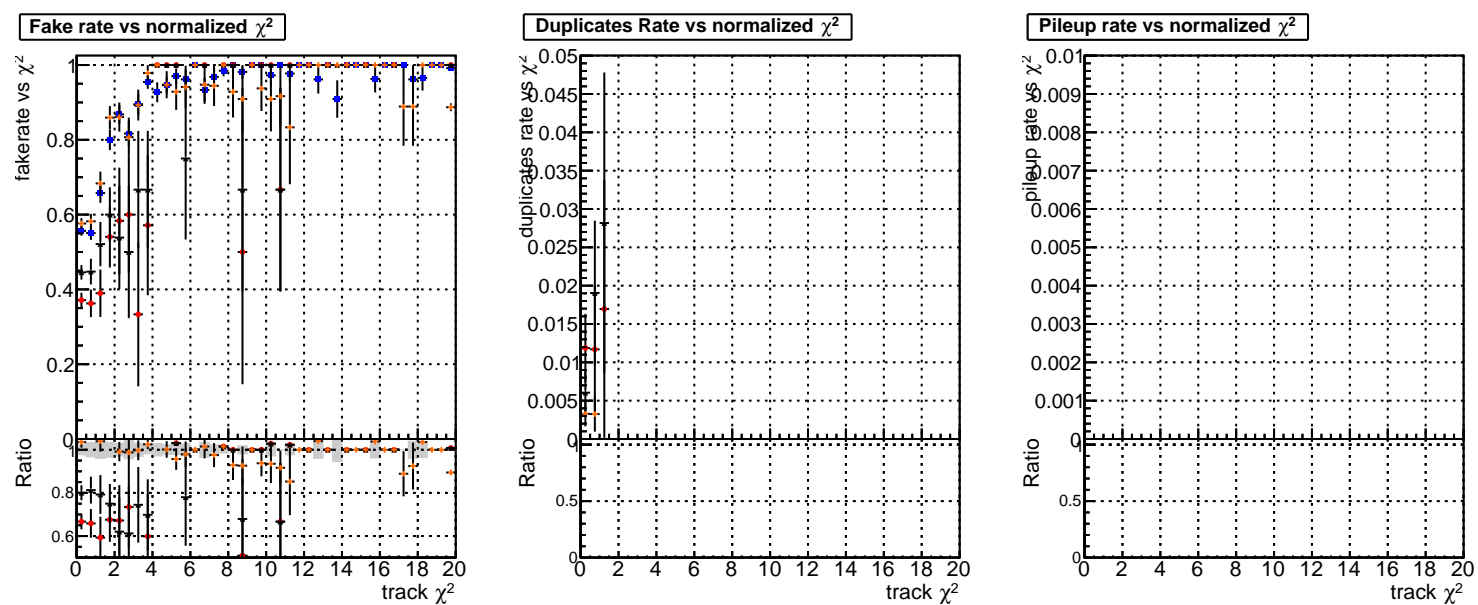 Fake rate vs normalized χ²
fakerate vs χ²
1
0.8
0.6
0.4
0.2
0
Ratio
1
0.8
0.6
0 2 4 6 8 10 12 14 16 18 20
track χ²
Duplicates Rate vs normalized χ²
duplicates rate vs χ²
0.05
0.045
0.04
0.035
0.03
0.025
0.02
0.015
0.01
0.005
0
Ratio
1
0.5
0
0 2 4 6 8 10 12 14 16 18 20
track χ²
Pileup rate vs normalized χ²
pileup rate vs χ²
0.01
0.009
0.008
0.007
0.006
0.005
0.004
0.003
0.002
0.001
0
Ratio
1
0.5
0
0 2 4 6 8 10 12 14 16 18 20
track χ²